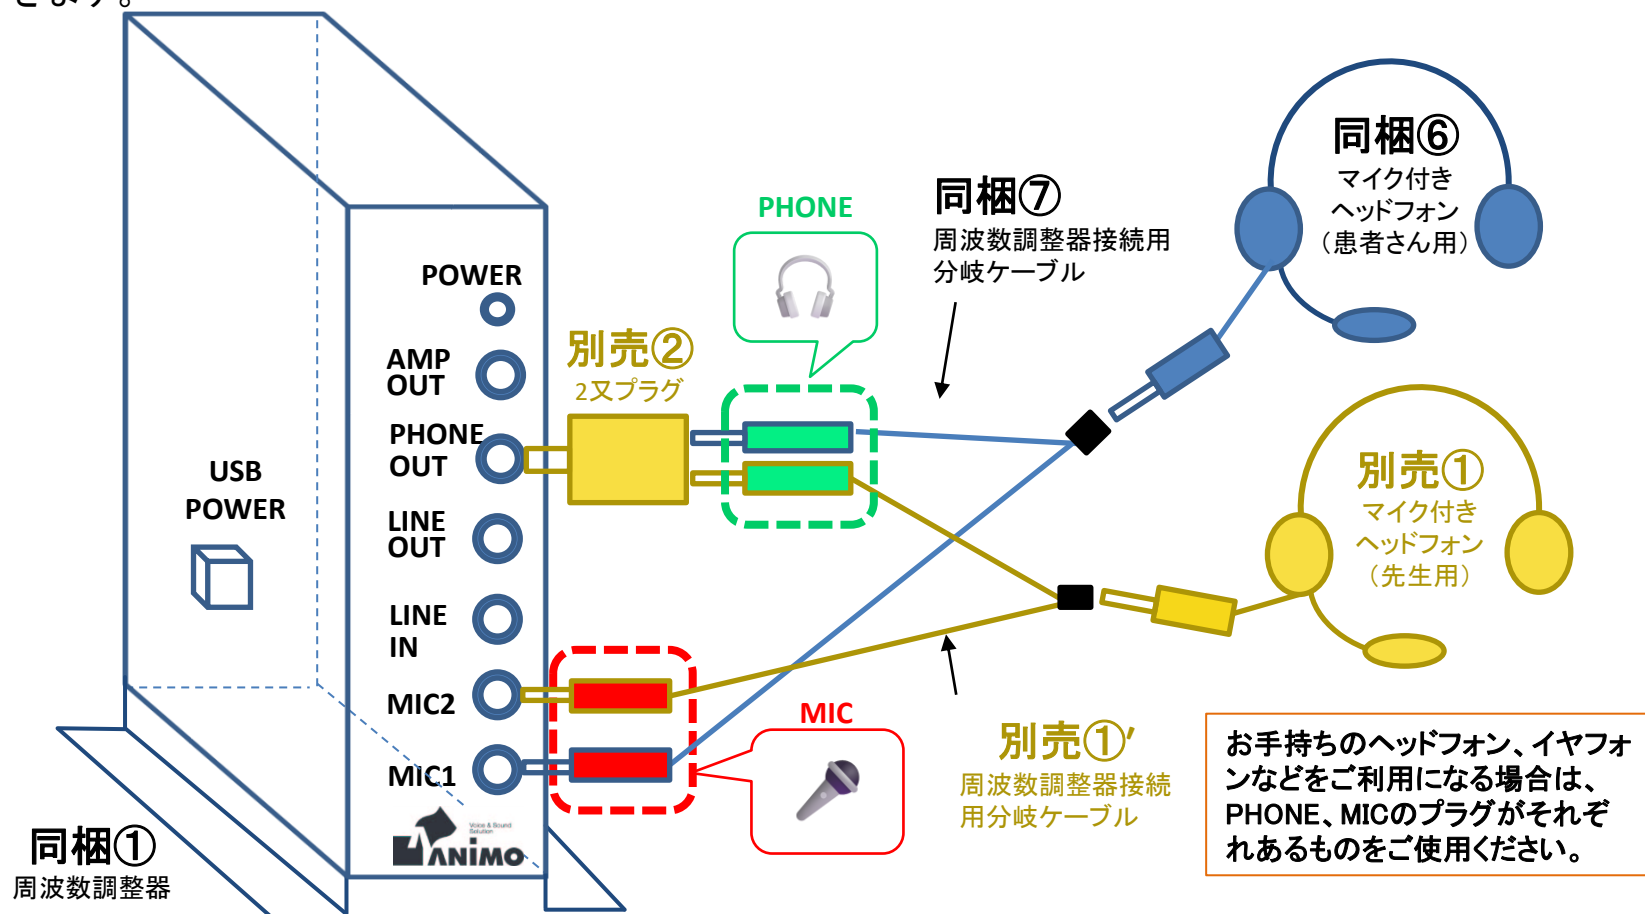 きます。
同梱⑥
マイク付き
ヘッドフォン
（患者さん用）
同梱⑦
周波数調整器接続用
分岐ケーブル
PHONE
POWER
別売②
2又プラグ
AMP
OUT
PHONE
OUT
USB
POWER
LINE
OUT
別売①
マイク付き
ヘッドフォン
（先生用）
LINE
IN
MIC2
MIC
MIC1
別売①’
周波数調整器接続
用分岐ケーブル
お手持ちのヘッドフォン、イヤフォ
ンなどをご利用になる場合は、
PHONE、MICのプラグがそれぞ
れあるものをご使用ください。
Voice & Sound
Solution
ANIMO
同梱①
周波数調整器